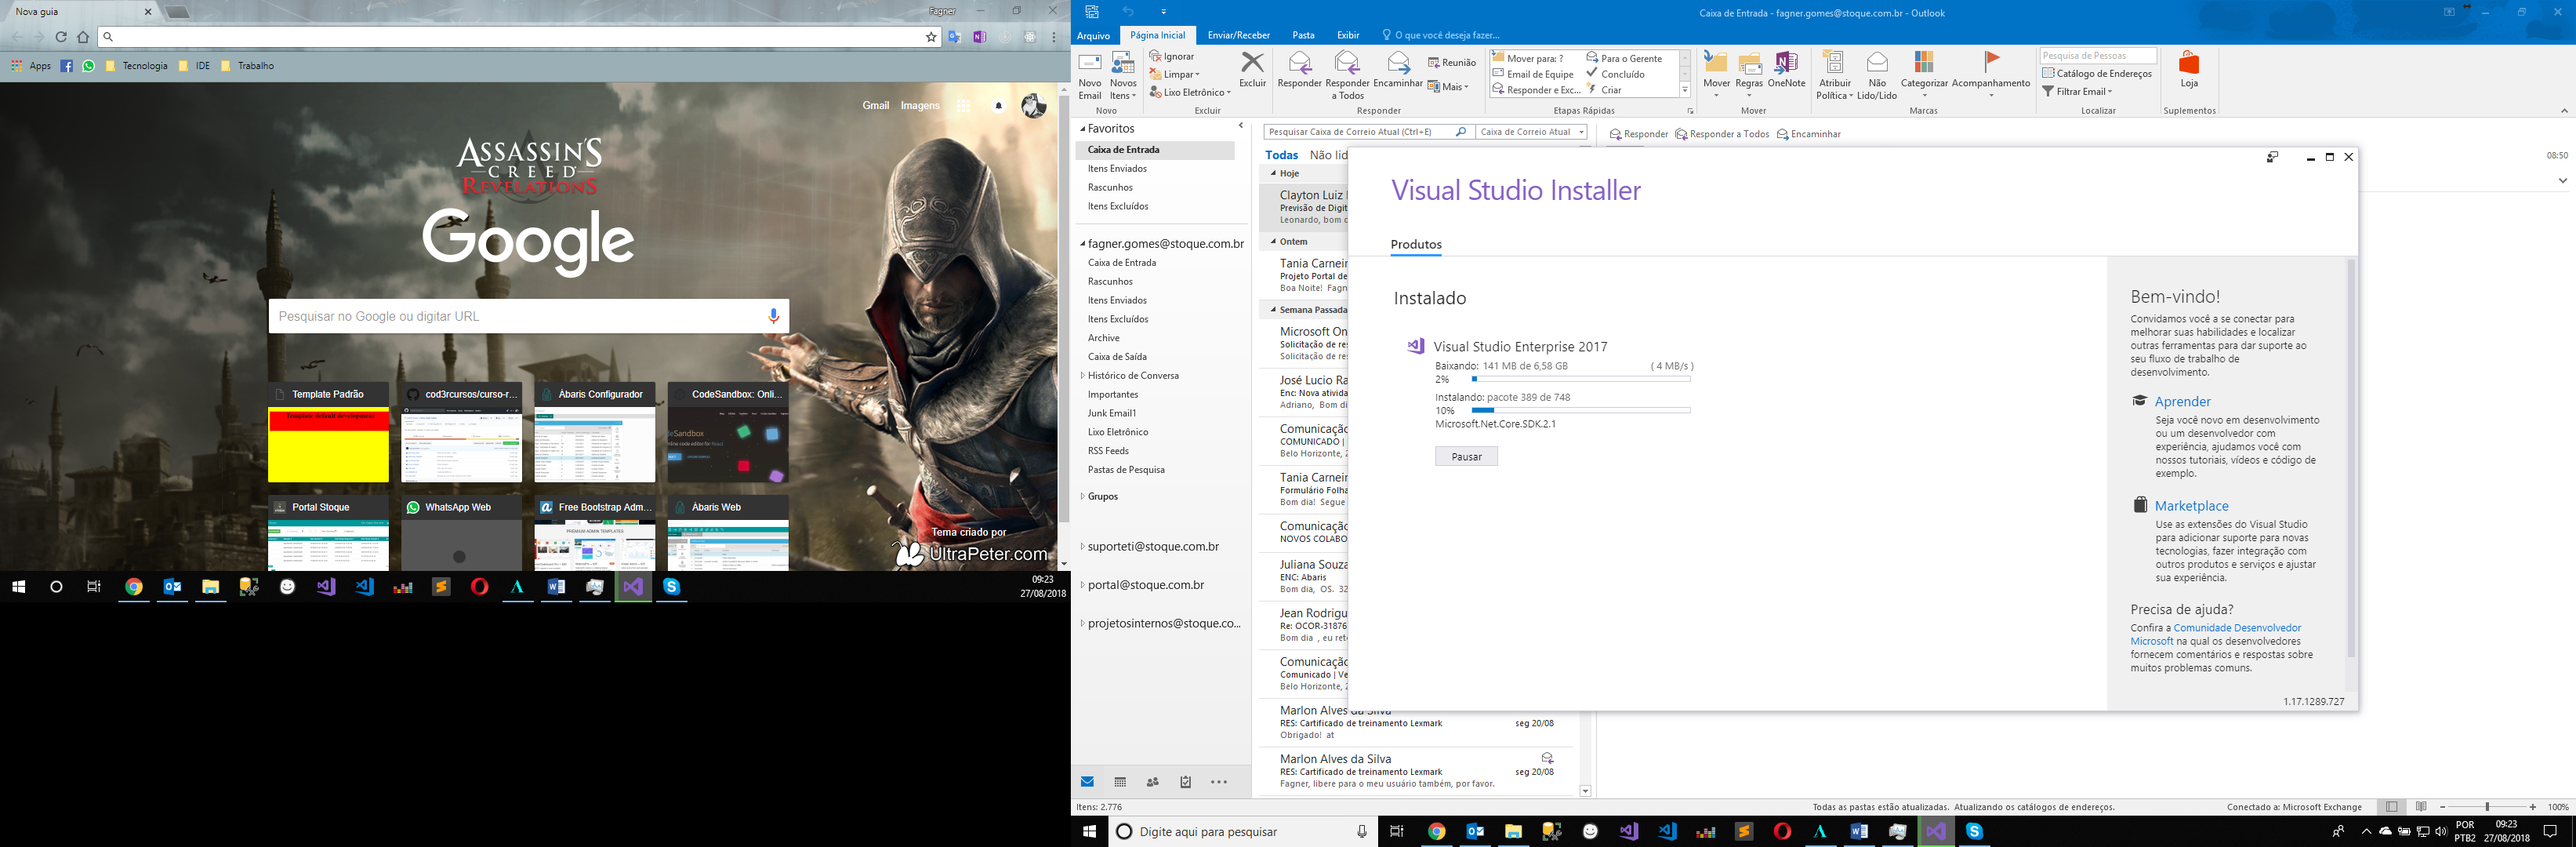 Nova guia
Fagner
Apps
Tecnologia
IDE
Trabalho
Gmail
Imagens
ASSASSIN'S
CREED
REVELATIONS
Google
Pesquisar no Google ou digitar URL
Template Padrão
cod3rcursos/curso-r...
Ábaris Configurador
CodeSandbox: Onli...
Template default development
Portal Stoque
WhatsApp Web
Free Bootstrap Adm...
Ábaris Web
PREMIUM ADMIN TEMPLATES
Tema criado por
UltraPeter.com
09:23
27/08/2018
Caixa de Entrada - fagner.gomes@stoque.com.br - Outlook
Arquivo
Página Inicial
Enviar/Receber
Pasta
Exibir
O que você deseja fazer...
Novo Email
Novos Itens
Novo
Ignorar
Limpar
Lixo Eletrônico
Excluir
Excluir
Responder
Responder a Todos
Encaminhar
Reunião
Mais
Responder
Mover para: ?
Email de Equipe
Responder e Exc...
Para o Gerente
Concluído
Criar
Etapas Rápidas
Mover
Regras
OneNote
Mover
Atribuir Política
Não Lido/Lido
Categorizar
Acompanhamento
Marcas
Pesquisa de Pessoas
Catálogo de Endereços
Filtrar Email
Localizar
Loja
Suplementos
Favoritos
Caixa de Entrada
Itens Enviados
Rascunhos
Itens Excluídos
fagner.gomes@stoque.com.br
Caixa de Entrada
Rascunhos
Itens Enviados
Itens Excluídos
Archive
Caixa de Saída
Histórico de Conversa
Importantes
Junk Email1
Lixo Eletrônico
RSS Feeds
Pastas de Pesquisa
Grupos
suporteti@stoque.com.br
portal@stoque.com.br
projetosinternos@stoque.co...
Pesquisar Caixa de Correio Atual (Ctrl+E)
Caixa de Correio Atual
Todas
Não lid
Hoje
Clayton Luiz
Previsão de Digit
Leonardo, bom d
Ontem
Tania Carneir
Projeto Portal de
Boa Noite! Fagn
Semana Passada
Microsoft On
Solicitação de res
Solicitação de res
José Lucio Ra
Enc: Nova ativida
Adriano, Bom di
Comunicação
COMUNICADO |
Belo Horizonte, 2
Tania Carneir
Formulário Folha
Bom dia! Segue
Comunicação
NOVOS COLABO
Juliana Souza
ENC: Abaris
Bom dia, OS. 32
Jean Rodrigu
Re: OCOR-31876
Bom dia , eu ret
Comunicação
Comunicado | Ve
Belo Horizonte, 2
Marlon Alves da Silva
RES: Certificado de treinamento Lexmark
seg 20/08
Obrigado! at
Marlon Alves da Silva
RES: Certificado de treinamento Lexmark
seg 20/08
Fagner, libere para o meu usuário também, por favor.
Responder
Responder a Todos
Encaminhar
08:50
Visual Studio Installer
Produtos
Instalado
Visual Studio Enterprise 2017
Baixando: 141 MB de 6,58 GB
( 4 MB/s )
2%
Instalando: pacote 389 de 748
10%
Microsoft.Net.Core.SDK.2.1
Pausar
Bem-vindo!
Convidamos você a se conectar para
melhorar suas habilidades e localizar
outras ferramentas para dar suporte ao
seu fluxo de trabalho de
desenvolvimento.
Aprender
Seja você novo em desenvolvimento
ou um desenvolvedor com
experiência, ajudamos você com
nossos tutoriais, vídeos e código de
exemplo.
Marketplace
Use as extensões do Visual Studio
para adicionar suporte para novas
tecnologias, fazer integração com
outros produtos e serviços e ajustar
sua experiência.
Precisa de ajuda?
Confira a Comunidade Desenvolvedor
Microsoft na qual os desenvolvedores
fornecem comentários e respostas sobre
muitos problemas comuns.
1.17.1289.727
Itens: 2.776
Todas as pastas estão atualizadas. Atualizando os catálogos de endereços.
Conectado a: Microsoft Exchange
100%
Digite aqui para pesquisar
POR
PTB2
09:23
27/08/2018